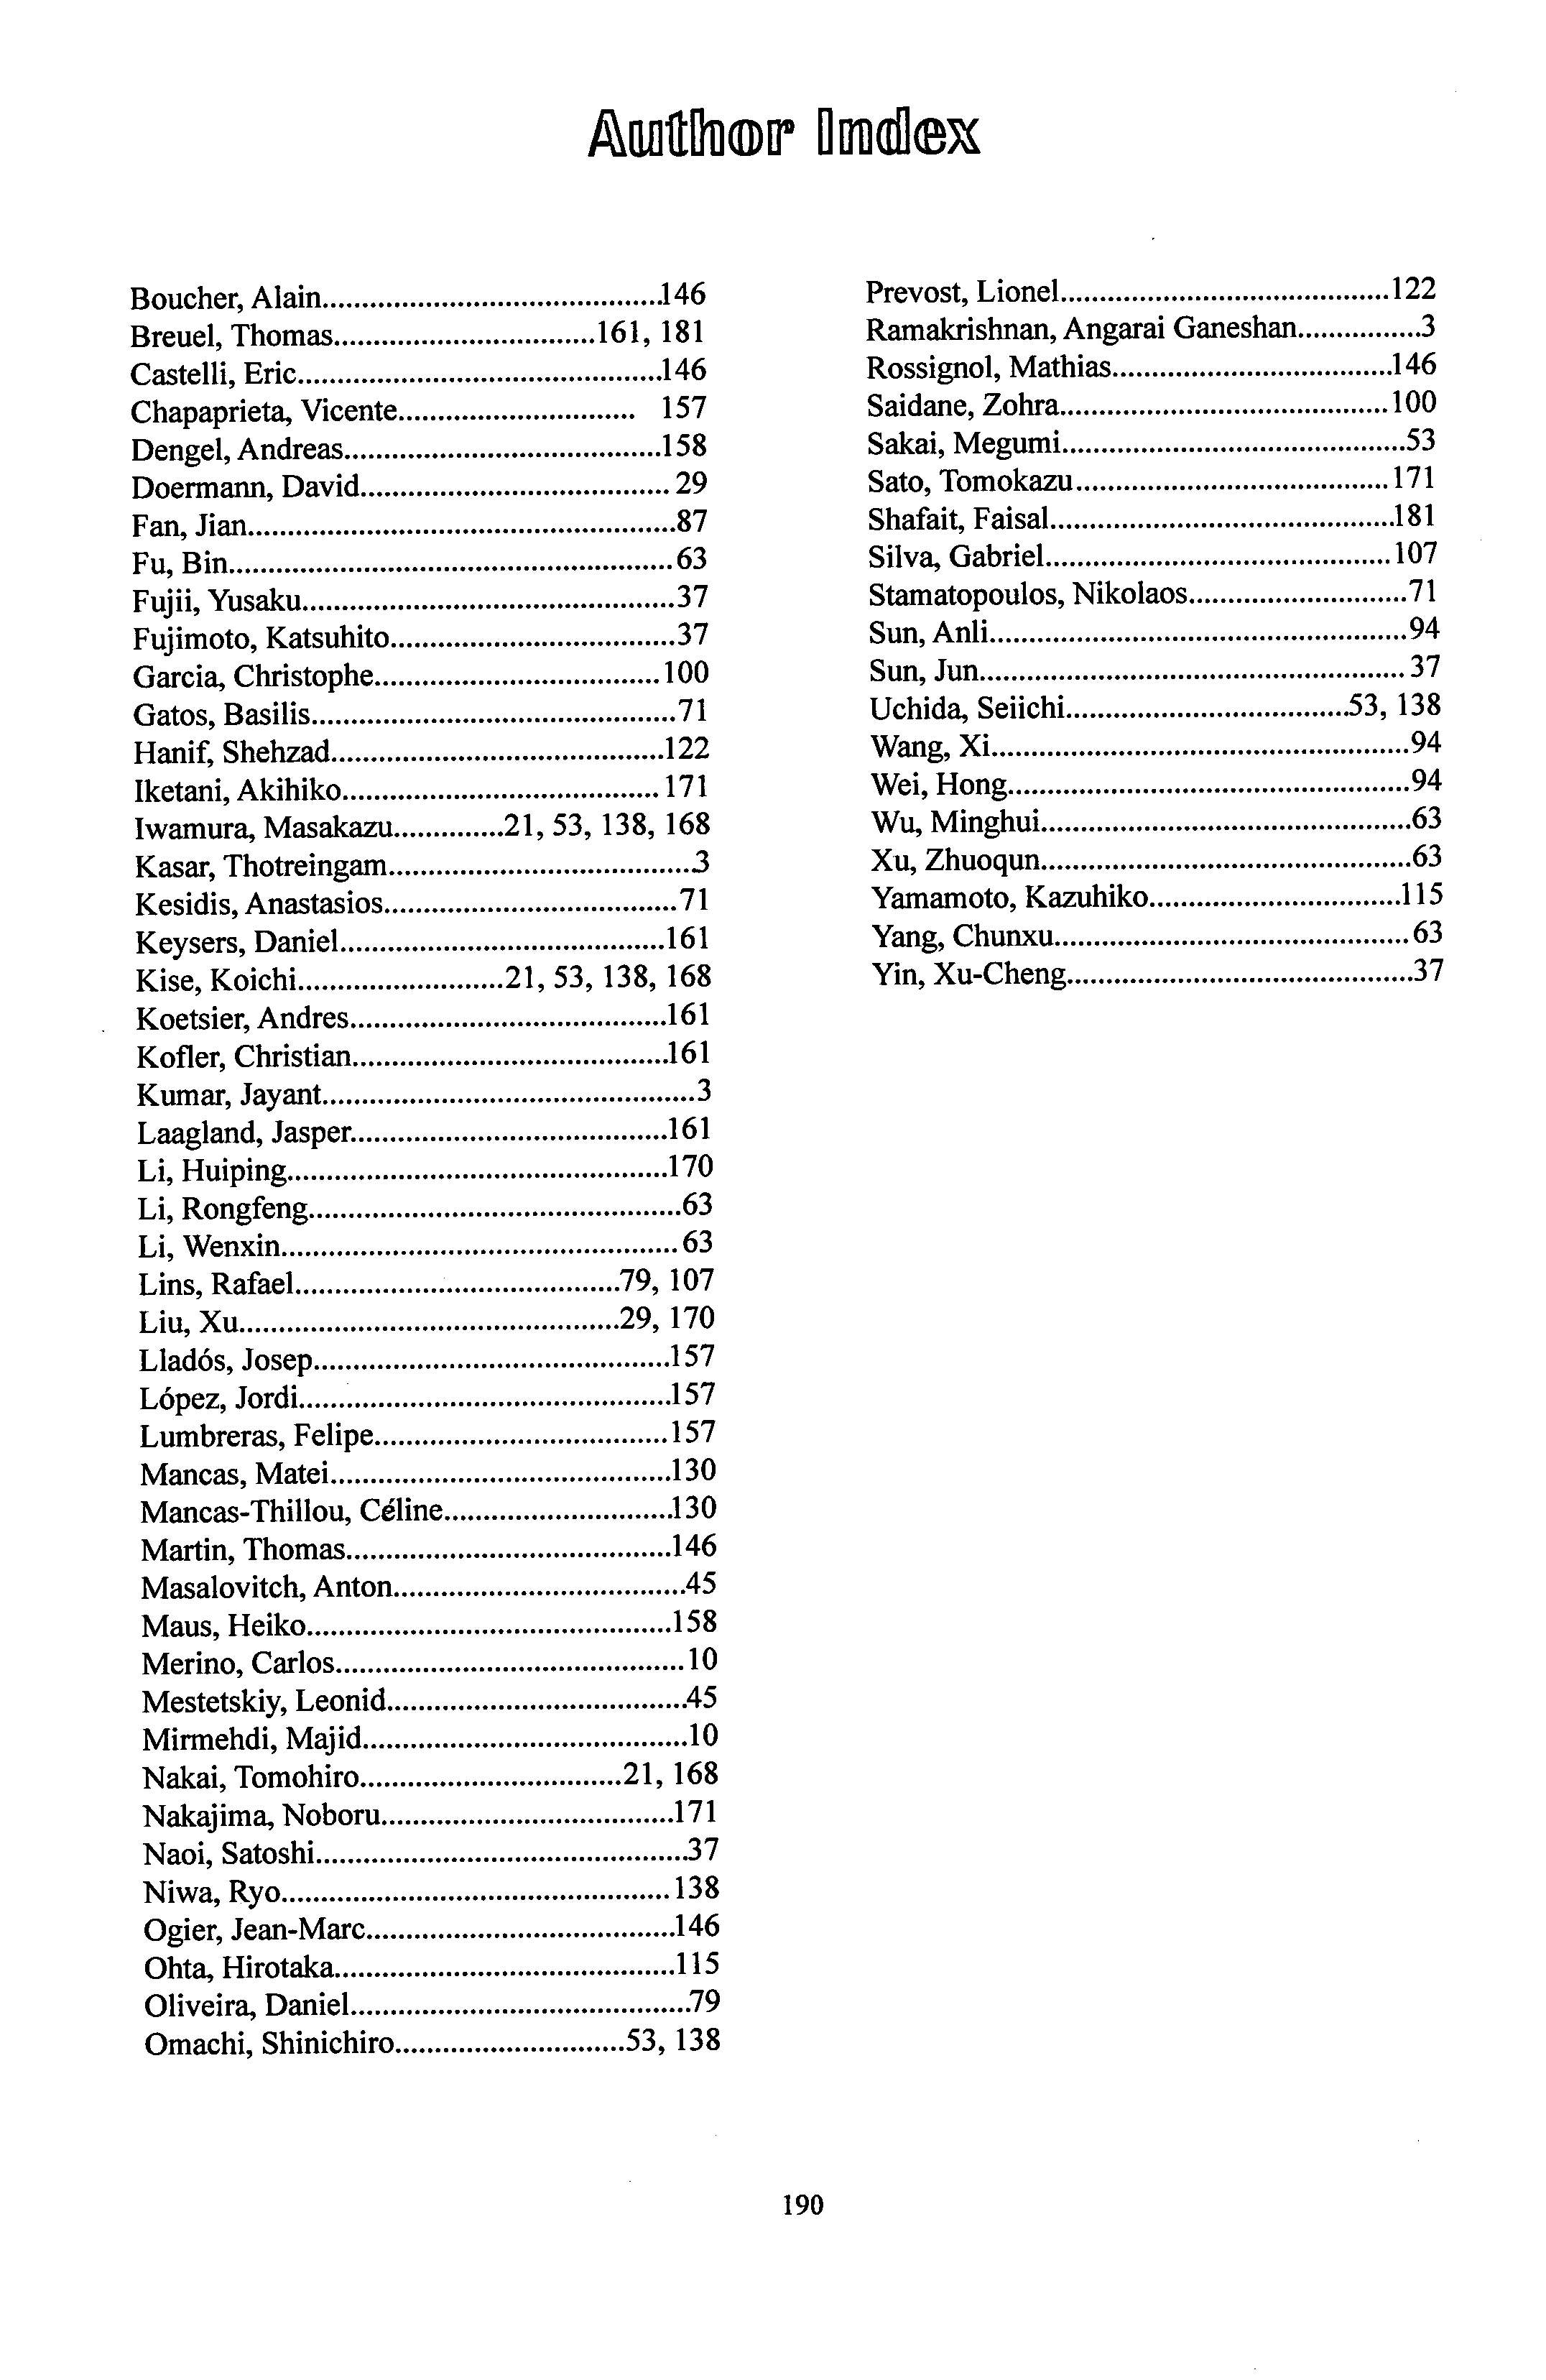 Author Index
Boucher, Alain..........................................146
Breuel, Thomas................................161, 181
Castelli, Eric.............................................146
Chapaprieta, Vicente............................. 157
Dengel, Andreas.......................................158
Doermann, David...................................... 29
Fan, Jian.....................................................87
Fu, Bin....................................................... 63
Fujii, Yusaku..............................................37
Fujimoto, Katsuhito...................................37
Garcia, Christophe................................... 100
Gatos, Basilis.............................................71
Hanif, Shehzad.........................................122
Iketani, Akihiko....................................... 171
Iwamura, Masakazu..............21, 53, 138, 168
Kasar, Thotreingam.....................................3
Kesidis, Anastasios.................................... 71
Keysers, Daniel........................................161
Kise, Koichi..........................21, 53, 138, 168
Koetsier, Andres.......................................161
Kofler, Christian.......................................161
Kumar, Jayant..............................................3
Laagland, Jasper.......................................161
Li, Huiping...............................................170
Li, Rongfeng..............................................63
Li, Wenxin................................................. 63
Lins, Rafael........................................79, 107
Liu, Xu...............................................29, 170
Lladós, Josep............................................157
López, Jordi..............................................157
Lumbreras, Felipe.................................... 157
Mancas, Matei..........................................130
Mancas-Thillou, Céline............................130
Martin, Thomas........................................146
Masalovitch, Anton....................................45
Maus, Heiko.............................................158
Merino, Carlos........................................... 10
Mestetskiy, Leonid.....................................45
Mirmehdi, Majid........................................10
Nakai, Tomohiro................................21, 168
Nakajima, Noboru....................................171
Naoi, Satoshi..............................................37
Niwa, Ryo................................................ 138
Ogier, Jean-Marc......................................146
Ohta, Hirotaka..........................................115
Oliveira, Daniel..........................................79
Omachi, Shinichiro............................53, 138
Prevost, Lionel.........................................122
Ramakrishnan, Angarai Ganeshan...............3
Rossignol, Mathias..................................146
Saidane, Zohra........................................ 100
Sakai, Megumi...........................................53
Sato, Tomokazu....................................... 171
Shafait, Faisal...........................................181
Silva, Gabriel........................................... 107
Stamatopoulos, Nikolaos...........................71
Sun, Anli....................................................94
Sun, Jun..................................................... 37
Uchida, Seiichi...................................53, 138
Wang, Xi....................................................94
Wei, Hong..................................................94
Wu, Minghui..............................................63
Xu, Zhuoqun..............................................63
Yamamoto, Kazuhiko...............................115
Yang, Chunxu............................................ 63
Yin, Xu-Cheng...........................................37
190